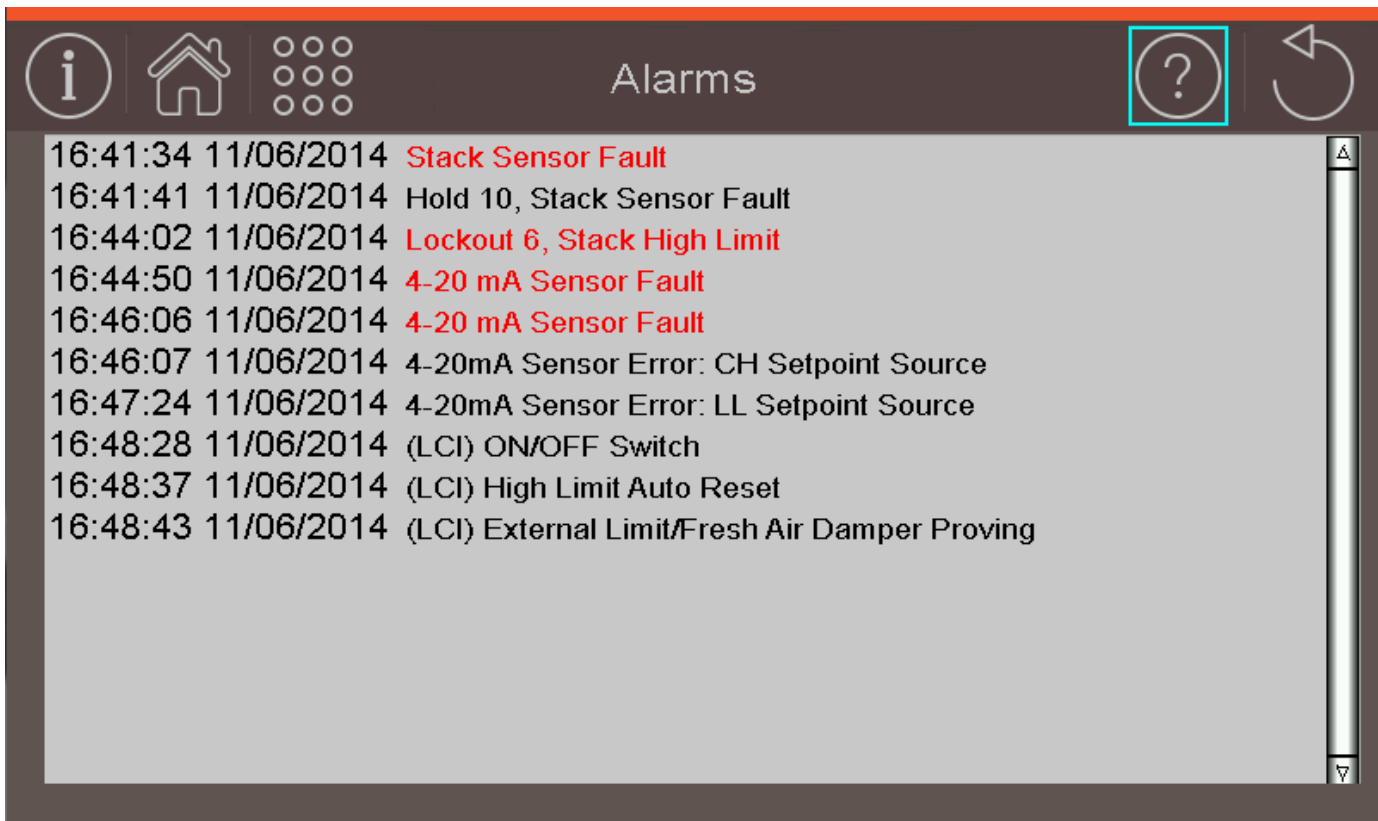 Alarms
16:41:34 11/06/2014 Stack Sensor Fault
16:41:41 11/06/2014 Hold 10, Stack Sensor Fault
16:44:02 11/06/2014 Lockout 6, Stack High Limit
16:44:50 11/06/2014 4-20 mA Sensor Fault
16:46:06 11/06/2014 4-20 mA Sensor Fault
16:46:07 11/06/2014 4-20mA Sensor Error: CH Setpoint Source
16:47:24 11/06/2014 4-20mA Sensor Error: LL Setpoint Source
16:48:28 11/06/2014 (LCI) ON/OFF Switch
16:48:37 11/06/2014 (LCI) High Limit Auto Reset
16:48:43 11/06/2014 (LCI) External Limit/Fresh Air Damper Proving